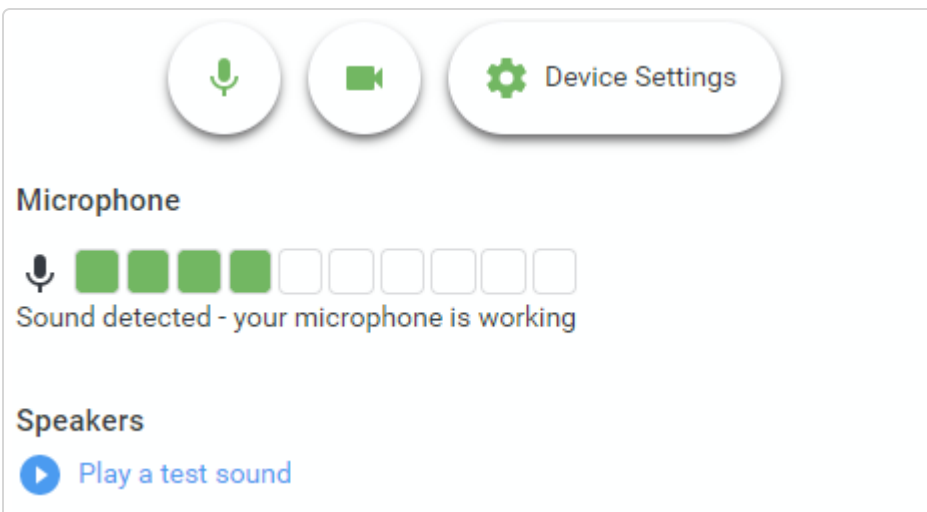 Device Settings
Microphone
Sound detected - your microphone is working
Speakers
Play a test sound